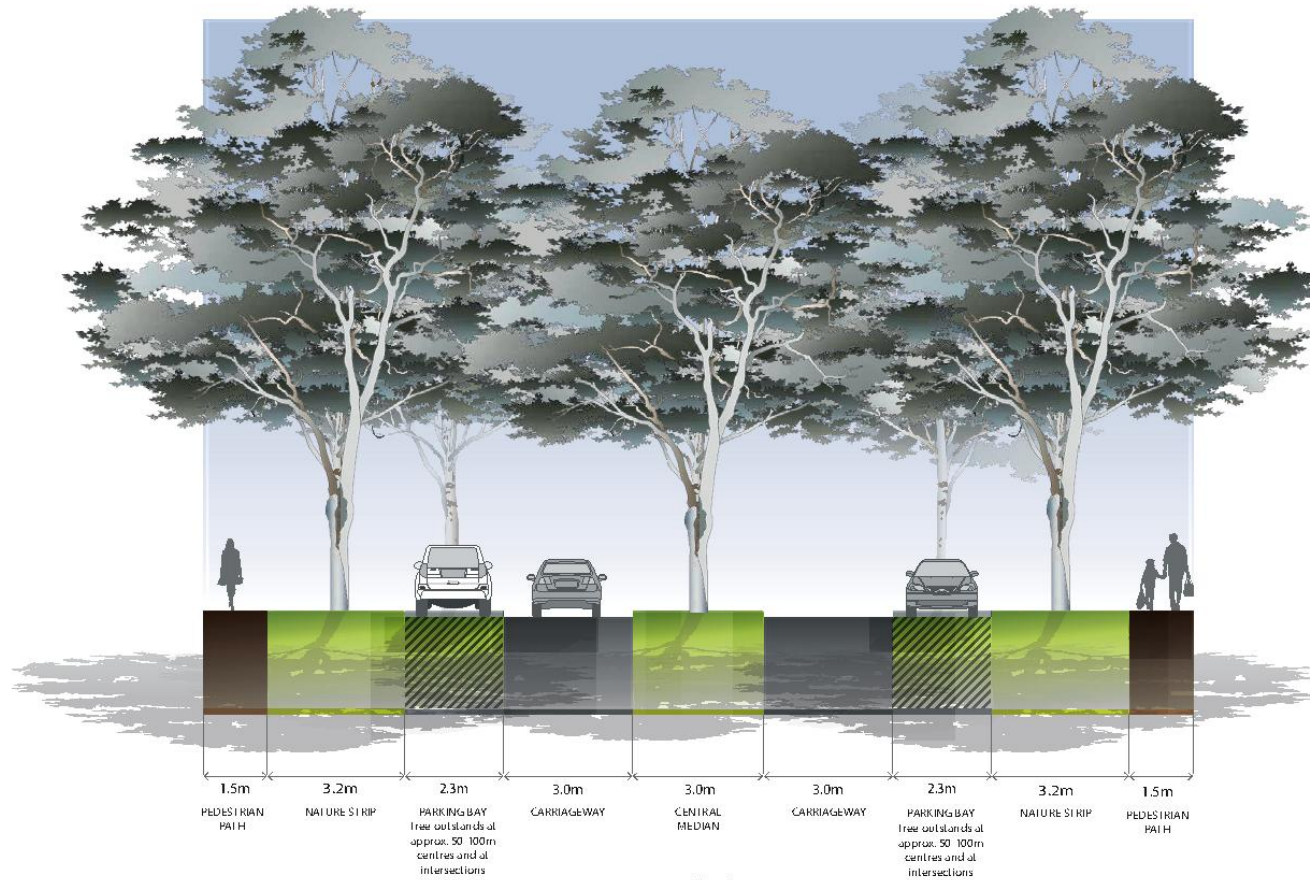 1.5m
PEDESTRIAN
PATH
3.2m
NATURE STRIP
2.3m
PARKING BAY
Tree outstands at
approx. 50-100m
centres and at
intersections
3.0m
CARRIAGEWAY
3.0m
CENTRAL
MEDIAN
3.0m
CARRIAGEWAY
2.3m
PARKING BAY
Tree outstands at
approx. 50-100m
centres and at
intersections
3.2m
NATURE STRIP
1.5m
PEDESTRIAN
PATH